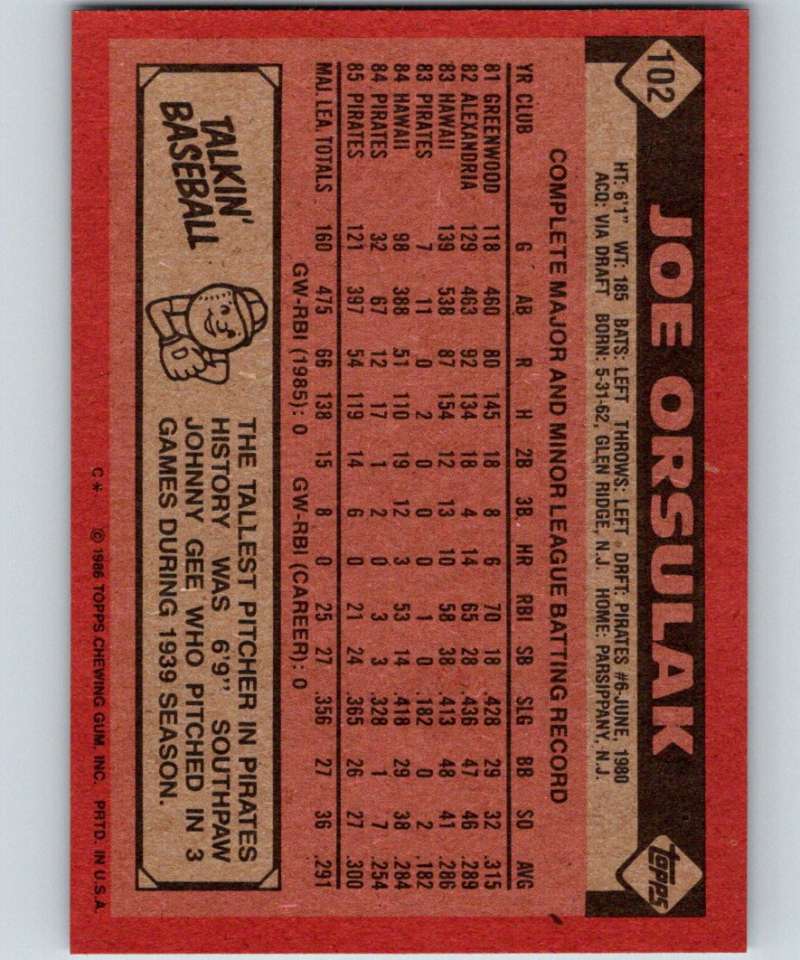 102
JOE ORSULAK
topps
HT: 6'1" WT: 185 BATS: LEFT THROWS: LEFT DRFT: PIRATES #6-JUNE, 1980
ACQ: VIA DRAFT BORN: 5-31-62, GLEN RIDGE, N.J. HOME: PARSIPPANY, N.J.
COMPLETE MAJOR AND MINOR LEAGUE BATTING RECORD
YR CLUB G AB R H 2B 3B HR RBI SB SLG BB SO AVG
81 GREENWOOD 118 460 80 145 18 8 6 70 18 .428 29 32 .315
82 ALEXANDRIA 129 463 92 134 18 4 14 65 28 .436 47 46 .289
83 HAWAII 139 538 87 154 12 13 10 58 38 .413 48 41 .286
83 PIRATES 7 11 0 2 0 0 0 1 0 .182 0 2 .182
84 HAWAII 98 388 51 110 19 12 3 53 14 .418 29 38 .284
84 PIRATES 32 67 12 17 1 2 0 3 3 .328 1 7 .254
85 PIRATES 121 397 54 119 14 6 0 21 24 .365 26 27 .300
MAJ. LEA. TOTALS 160 475 66 138 15 8 0 25 27 .356 27 36 .291
GW-RBI (1985): 0 GW-RBI (CAREER): 0
TALKIN'
BASEBALL
THE TALLEST PITCHER IN PIRATES
HISTORY WAS 6'9" SOUTHPAW
JOHNNY GEE WHO PITCHED IN 3
GAMES DURING 1939 SEASON.
C* © 1986 TOPPS CHEWING GUM, INC. PRTD. IN U.S.A.